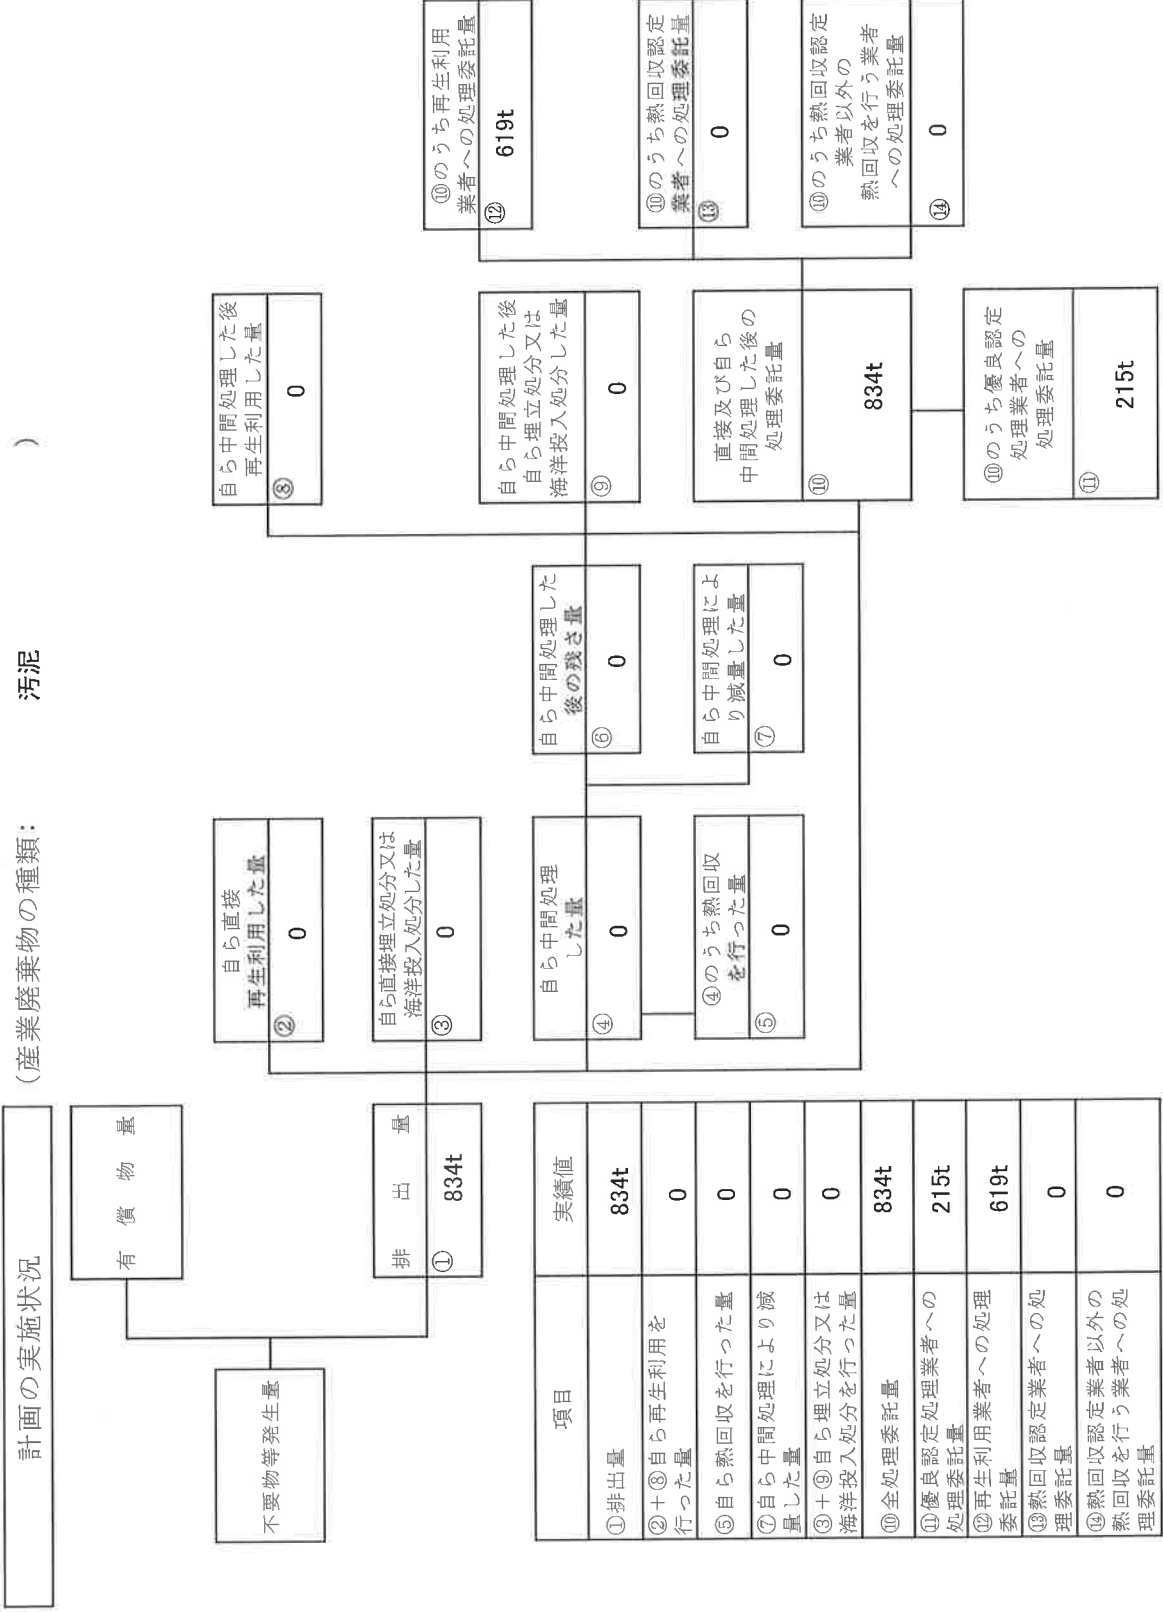 計画の実施状況
（産業廃棄物の種類：　汚泥　）
不要物等発生量
有償物量
排出量
①
834t
自ら直接
再生利用した量
②
0
自ら直接埋立処分又は
海洋投入処分した量
③
0
自ら中間処理
した量
④
0
④のうち熱回収
を行った量
⑤
0
自ら中間処理した
後の残さ量
⑥
0
自ら中間処理によ
り減量した量
⑦
0
自ら中間処理した後
再生利用した量
⑧
0
自ら中間処理した後
自ら埋立処分又は
海洋投入処分した量
⑨
0
直接及び自ら
中間処理した後の
処理委託量
⑩
834t
⑩のうち優良認定
処理業者への
処理委託量
⑪
215t
⑩のうち再生利用
業者への処理委託量
⑫
619t
⑩のうち熱回収認定
業者への処理委託量
⑬
0
⑩のうち熱回収認定
業者以外の
熱回収を行う業者
への処理委託量
⑭
0
項目 実績値
①排出量 834t
②＋⑧自ら再生利用を
行った量 0
⑤自ら熱回収を行った量 0
⑦自ら中間処理により減
量した量 0
③＋⑨自ら埋立処分又は
海洋投入処分を行った量 0
⑩全処理委託量 834t
⑪優良認定処理業者への
処理委託量 215t
⑫再生利用業者への処理
委託量 619t
⑬熱回収認定業者への処
理委託量 0
⑭熱回収認定業者以外の
熱回収を行う業者への処
理委託量 0